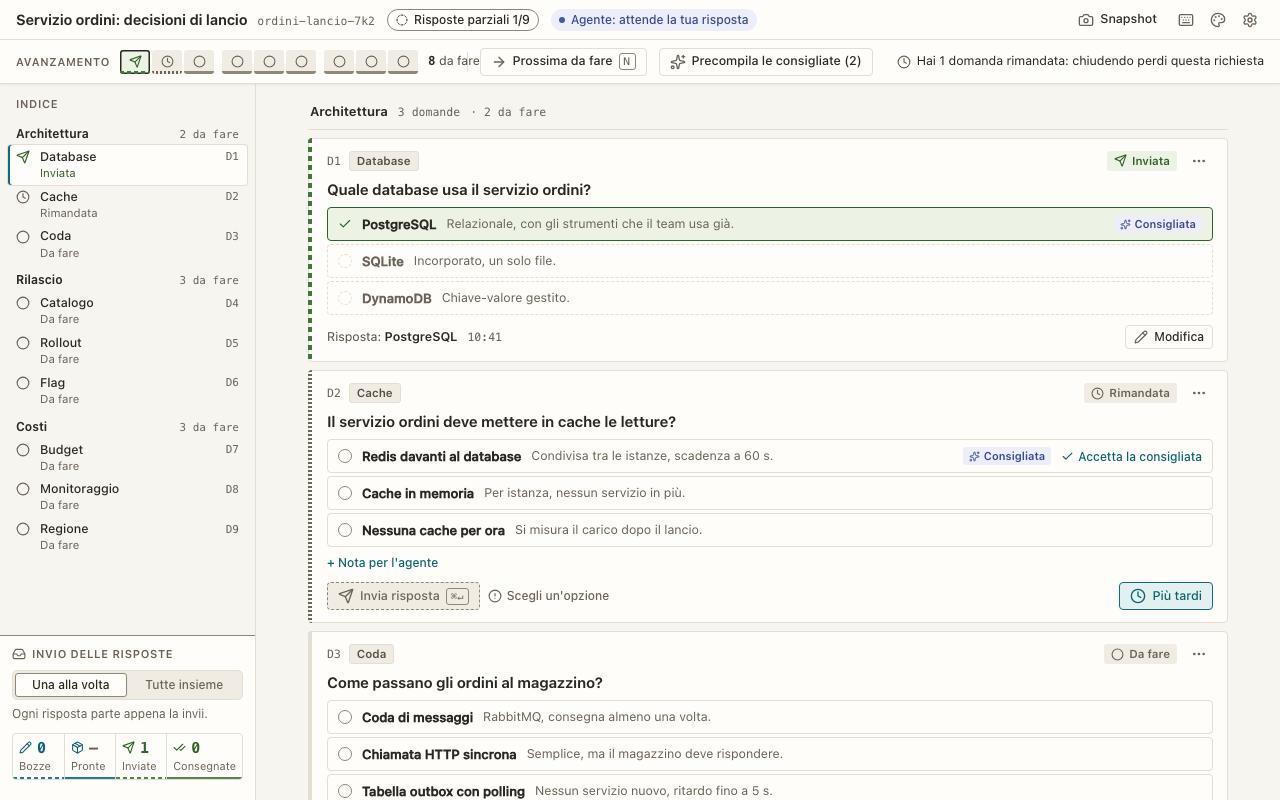 Servizio ordini: decisioni di lancio ordini-lancio-7k2 Risposte parziali 1/9 Agente: attende la tua risposta Snapshot
AVANZAMENTO 8 da fare Prossima da fare N Precompila le consigliate (2) Hai 1 domanda rimandata: chiudendo perdi questa richiesta
INDICE
Architettura 2 da fare
Database D1
Inviata
Cache D2
Rimandata
Coda D3
Da fare
Rilascio 3 da fare
Catalogo D4
Da fare
Rollout D5
Da fare
Flag D6
Da fare
Costi 3 da fare
Budget D7
Da fare
Monitoraggio D8
Da fare
Regione D9
Da fare
INVIO DELLE RISPOSTE
Una alla volta Tutte insieme
Ogni risposta parte appena la invii.
0 – 1 0
Bozze Pronte Inviate Consegnate
Architettura 3 domande · 2 da fare
D1 Database Inviata
Quale database usa il servizio ordini?
PostgreSQL Relazionale, con gli strumenti che il team usa già. Consigliata
SQLite Incorporato, un solo file.
DynamoDB Chiave-valore gestito.
Risposta: PostgreSQL 10:41 Modifica
D2 Cache Rimandata
Il servizio ordini deve mettere in cache le letture?
Redis davanti al database Condivisa tra le istanze, scadenza a 60 s. Consigliata Accetta la consigliata
Cache in memoria Per istanza, nessun servizio in più.
Nessuna cache per ora Si misura il carico dopo il lancio.
+ Nota per l'agente
Invia risposta ⌘↵ Scegli un'opzione Più tardi
D3 Coda Da fare
Come passano gli ordini al magazzino?
Coda di messaggi RabbitMQ, consegna almeno una volta.
Chiamata HTTP sincrona Semplice, ma il magazzino deve rispondere.
Tabella outbox con polling Nessun servizio nuovo, ritardo fino a 5 s.